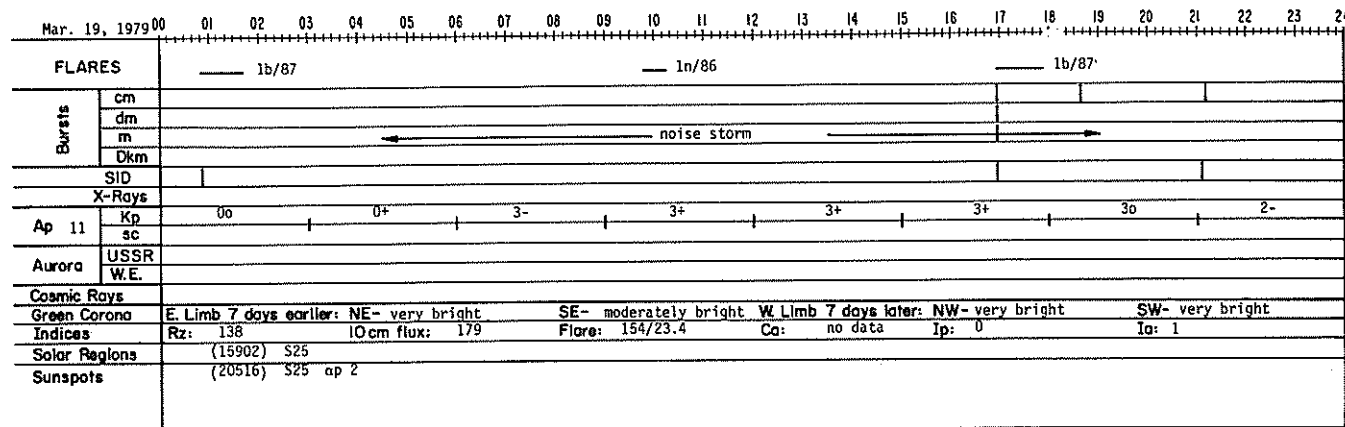 Mar. 19, 1979 00 01 02 03 04 05 06 07 08 09 10 11 12 13 14 15 16 17 18 19 20 21 22 23 24
FLARES 1b/87 1n/86 1b/87
Bursts
cm
dm
m noise storm
Dkm
SID
X-Rays
Ap 11 Kp 0o 0+ 3- 3+ 3+ 3+ 3o 2-
sc
Aurora USSR
W.E.
Cosmic Rays
Green Corona E. Limb 7 days earlier: NE- very bright SE- moderately bright W. Limb 7 days later: NW- very bright SW- very bright
Indices Rz: 138 10cm flux: 179 Flare: 154/23.4 Ca: no data Ip: 0 Ia: 1
Solar Regions (15902) S25
Sunspots (20516) S25 αp 2